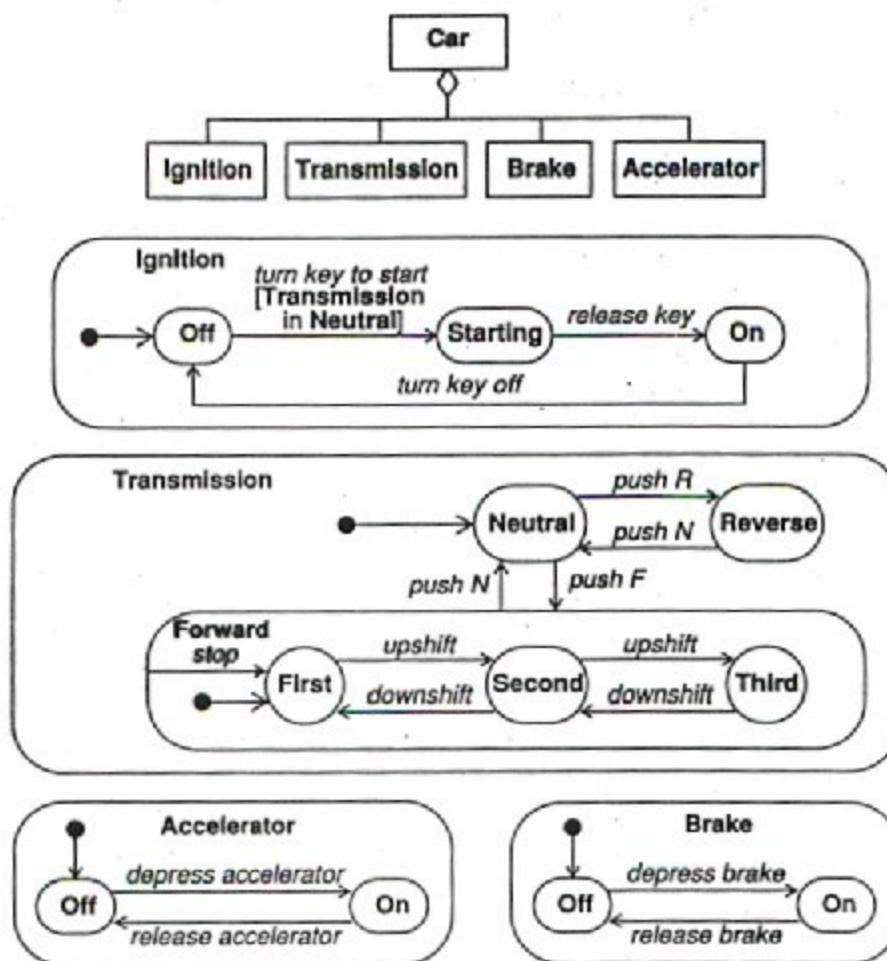 Car
Ignition
Transmission
Brake
Accelerator
Ignition
turn key to start
[Transmission
in Neutral]
Off
Starting
release key
On
turn key off
Transmission
push R
Neutral
Reverse
push N
push N
push F
Forward
stop
upshift
upshift
First
Second
Third
downshift
downshift
Accelerator
depress accelerator
Off
On
release accelerator
Brake
depress brake
Off
On
release brake